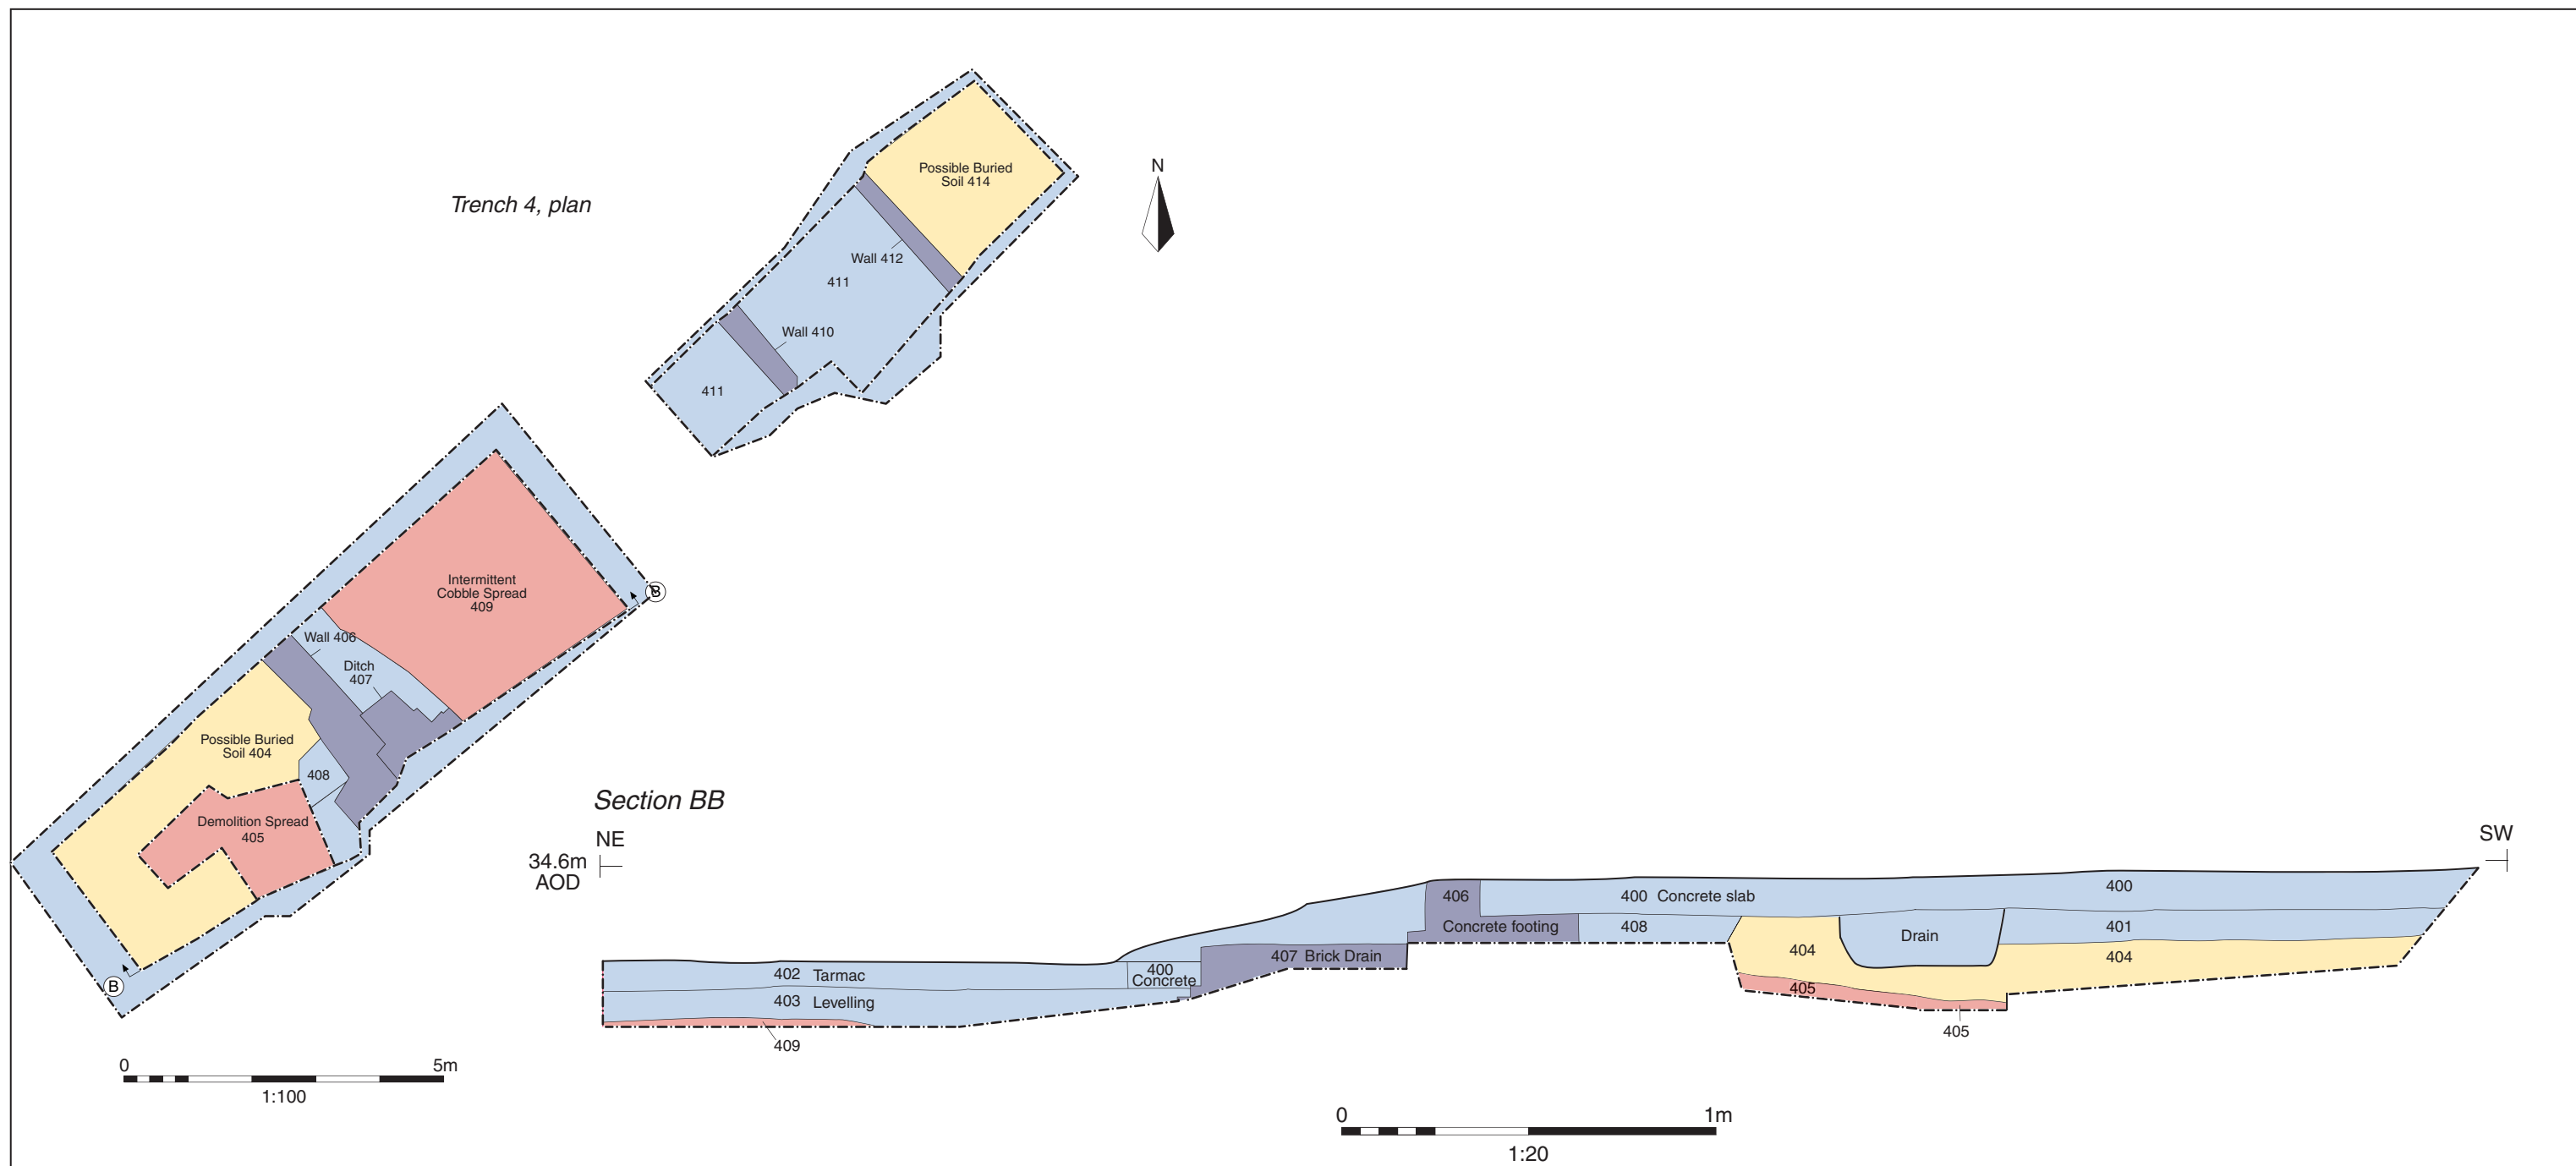 Trench 4, plan
N
Possible Buried
Soil 414
Wall 412
411
Wall 410
411
Intermittent
Cobble Spread
409
B
Wall 406
Ditch
407
Possible Buried
Soil 404
408
Demolition Spread
405
B
0 5m
1:100
Section BB
NE
SW
34.6m
AOD
406
400 Concrete slab
400
Concrete footing
408
401
404
Drain
404
407 Brick Drain
402 Tarmac
400
Concrete
403 Levelling
405
405
409
0 1m
1:20